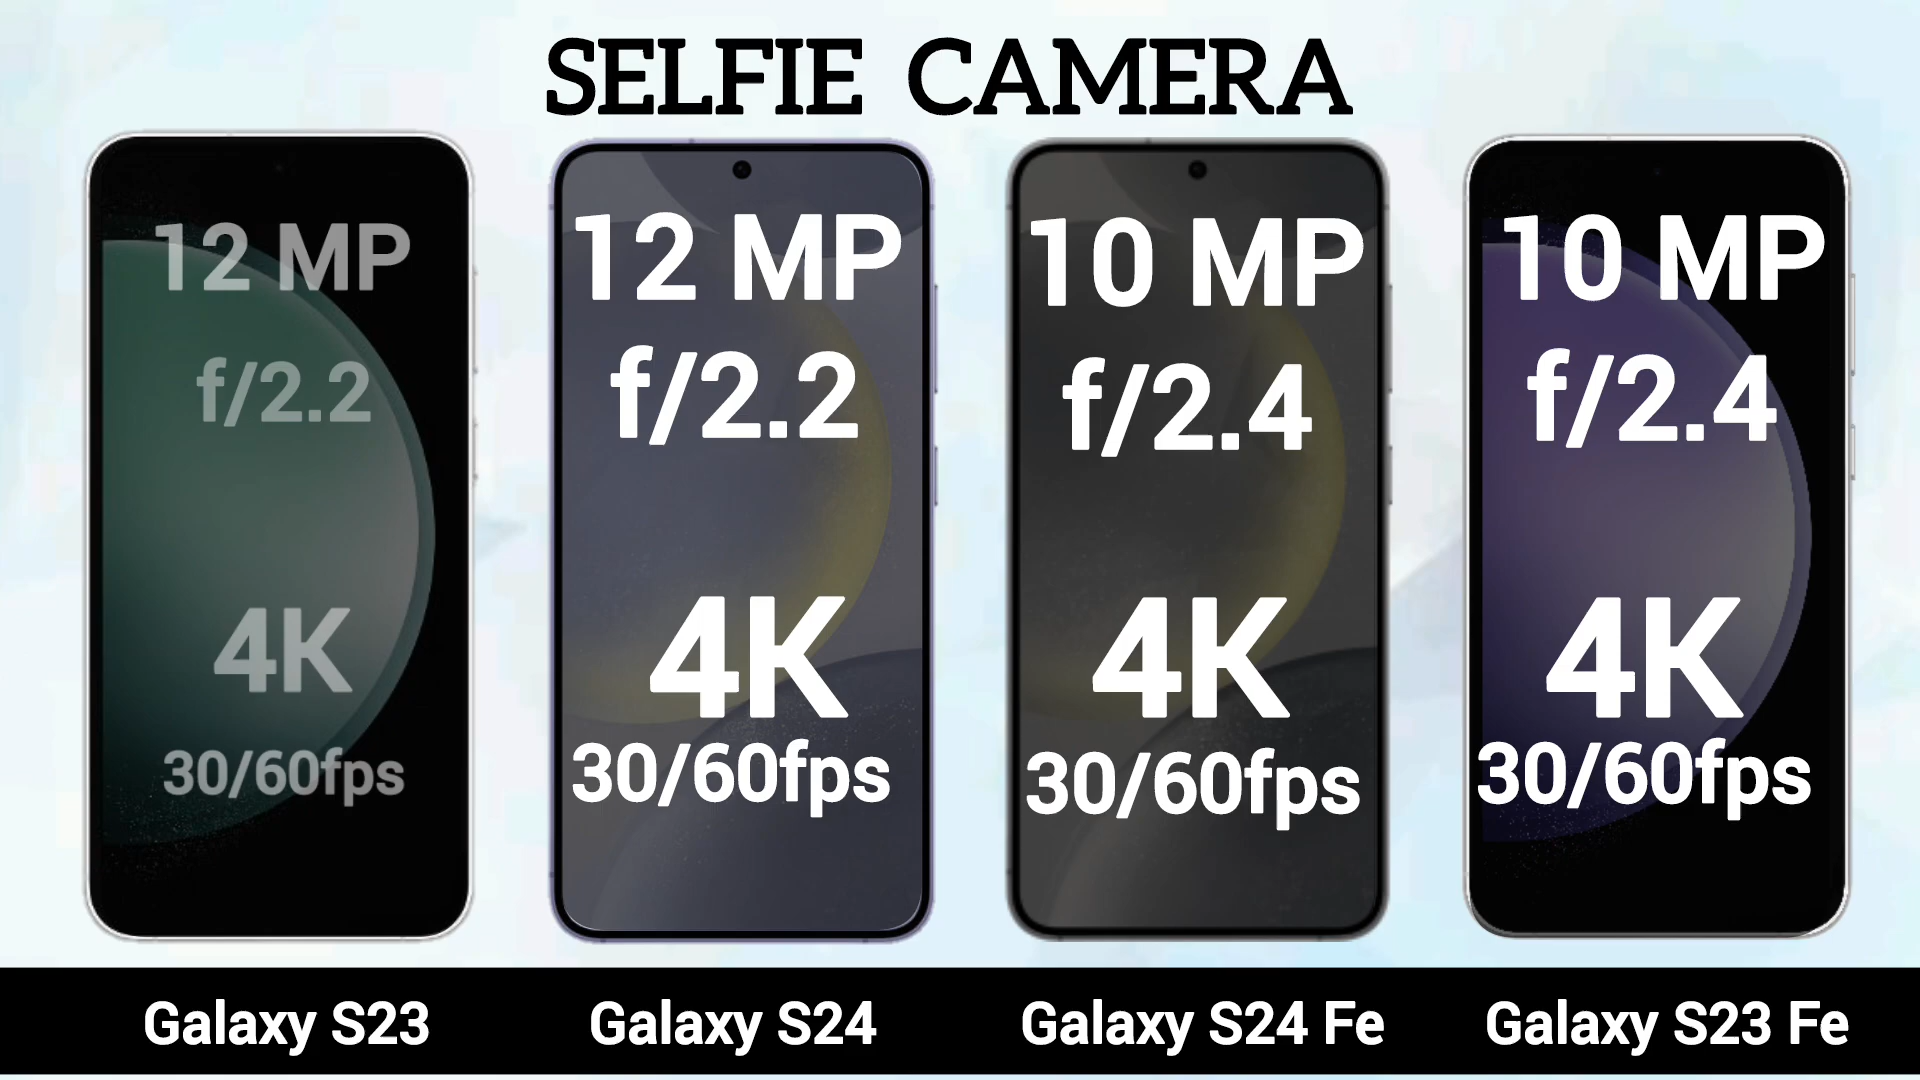 SELFIE CAMERA
12 MP
f/2.2
4K
30/60fps
12 MP
f/2.2
4K
30/60fps
10 MP
f/2.4
4K
30/60fps
10 MP
f/2.4
4K
30/60fps
Galaxy S23
Galaxy S24
Galaxy S24 Fe
Galaxy S23 Fe